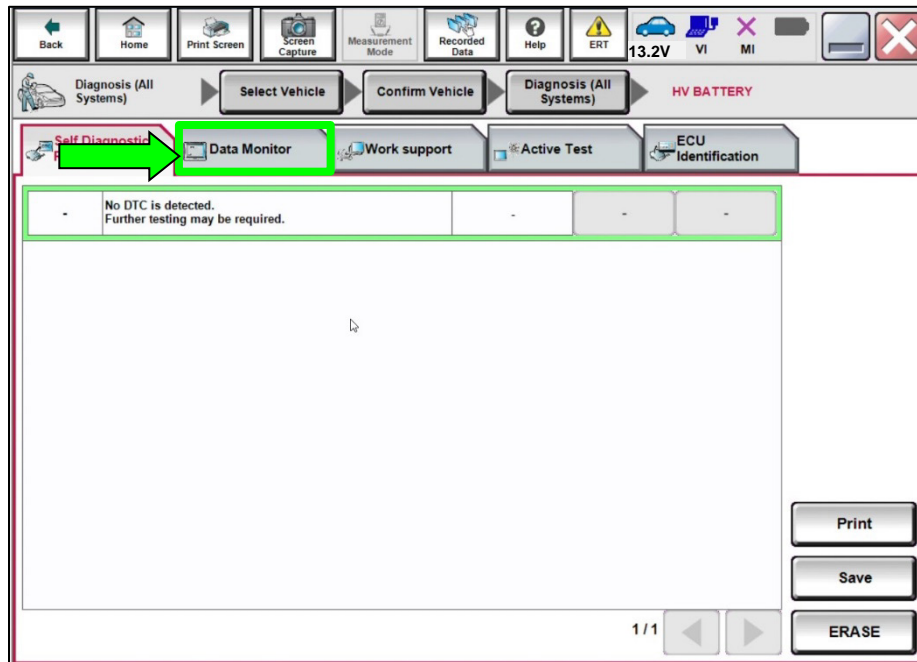 Back
Home
Print Screen
Screen
Capture
Measurement
Mode
Recorded
Data
Help
ERT
13.2V
VI
MI
Diagnosis (All
Systems)
Select Vehicle
Confirm Vehicle
Diagnosis (All
Systems)
HV BATTERY
Self Diagnostic
Data Monitor
Work support
Active Test
ECU
Identification
-
No DTC is detected.
Further testing may be required.
-
-
-
Print
Save
1/1
ERASE